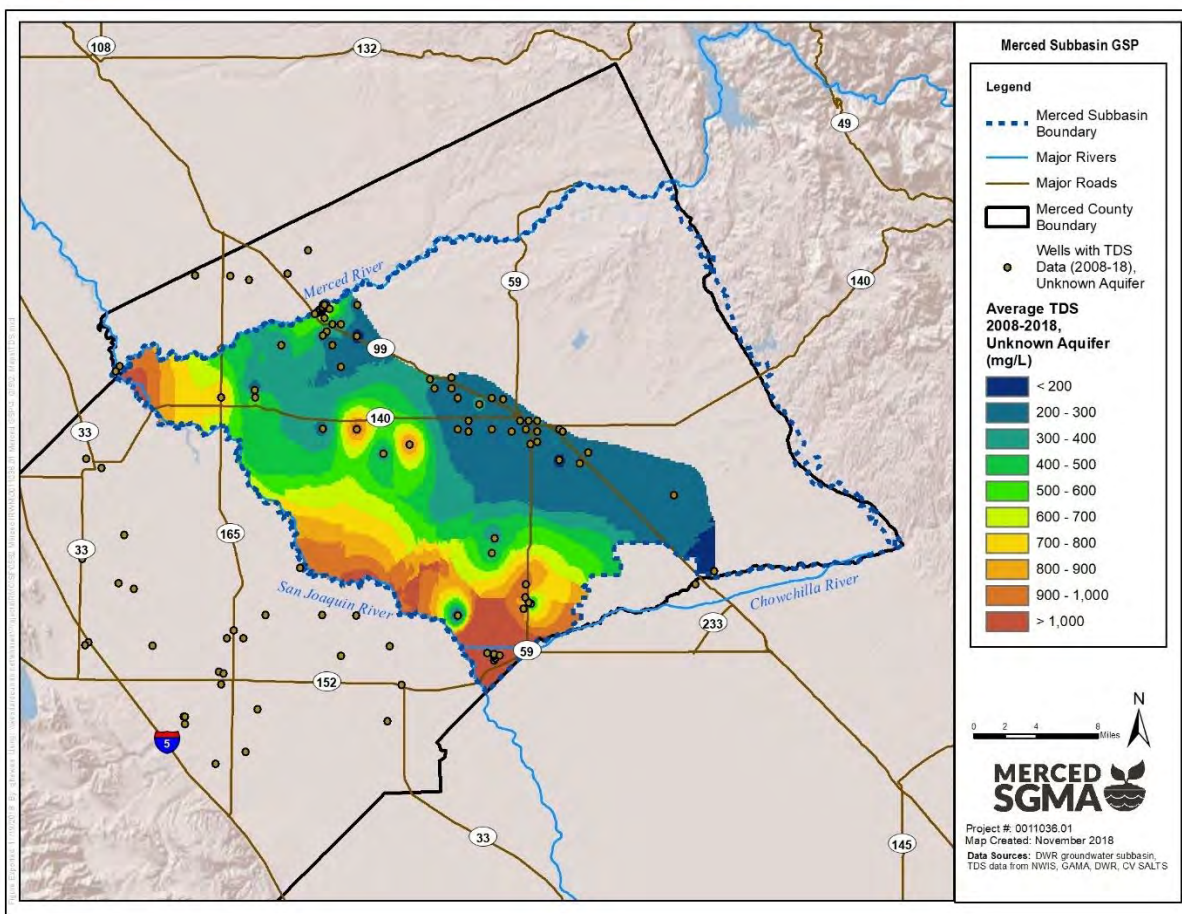 108
132
49
140
59
Merced River
99
140
33
165
33
San Joaquin River
Chowchilla River
233
59
152
5
33
145
Merced Subbasin GSP
Legend
Merced Subbasin
Boundary
Major Rivers
Major Roads
Merced County
Boundary
Wells with TDS
Data (2008-18),
Unknown Aquifer
Average TDS
2008-2018,
Unknown Aquifer
(mg/L)
< 200
200 - 300
300 - 400
400 - 500
500 - 600
600 - 700
700 - 800
800 - 900
900 - 1,000
> 1,000
N
0 2 4 8
Miles
MERCED
SGMA
Project #: 0011036.01
Map Created: November 2018
Data Sources: DWR groundwater subbasin,
TDS data from NWIS, GAMA, DWR, CV SALTS